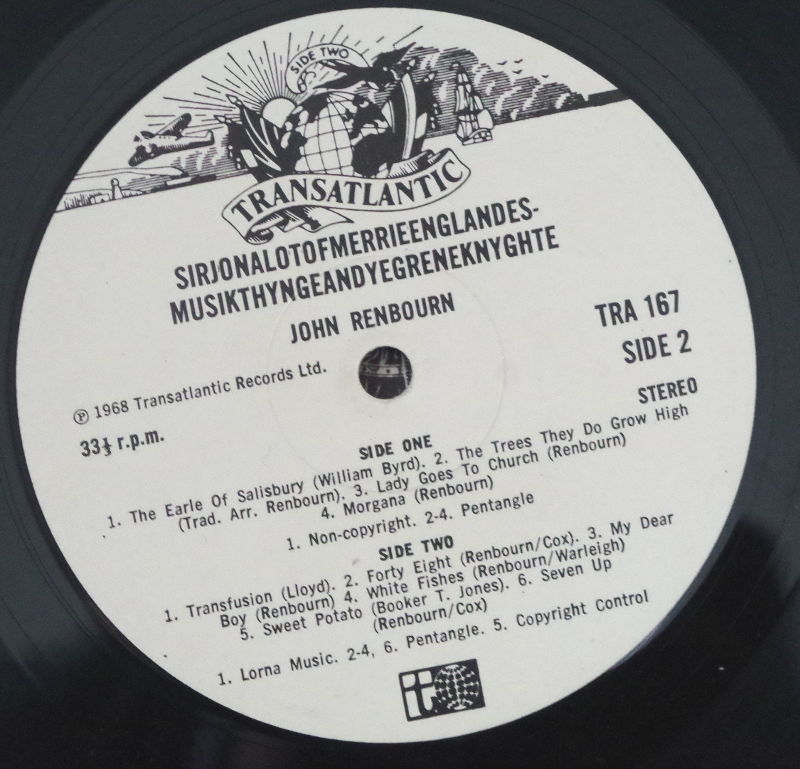 SIDE TWO
TRANSATLANTIC
SIRJONALOTOFMERRIEENGLANDES-
MUSIKTHYNGEANDYEGRENEKNYGHTE
JOHN RENBOURN
TRA 167
SIDE 2
Ⓟ 1968 Transatlantic Records Ltd.
33⅓ r.p.m.
STEREO
SIDE ONE
1. The Earle Of Salisbury (William Byrd). 2. The Trees They Do Grow High
(Trad. Arr. Renbourn). 3. Lady Goes To Church (Renbourn)
4. Morgana (Renbourn)
1. Non-copyright. 2-4. Pentangle
SIDE TWO
1. Transfusion (Lloyd). 2. Forty Eight (Renbourn/Cox). 3. My Dear
Boy (Renbourn) 4. White Fishes (Renbourn/Warleigh)
5. Sweet Potato (Booker T. Jones). 6. Seven Up
(Renbourn/Cox)
1. Lorna Music. 2-4, 6. Pentangle. 5. Copyright Control
it